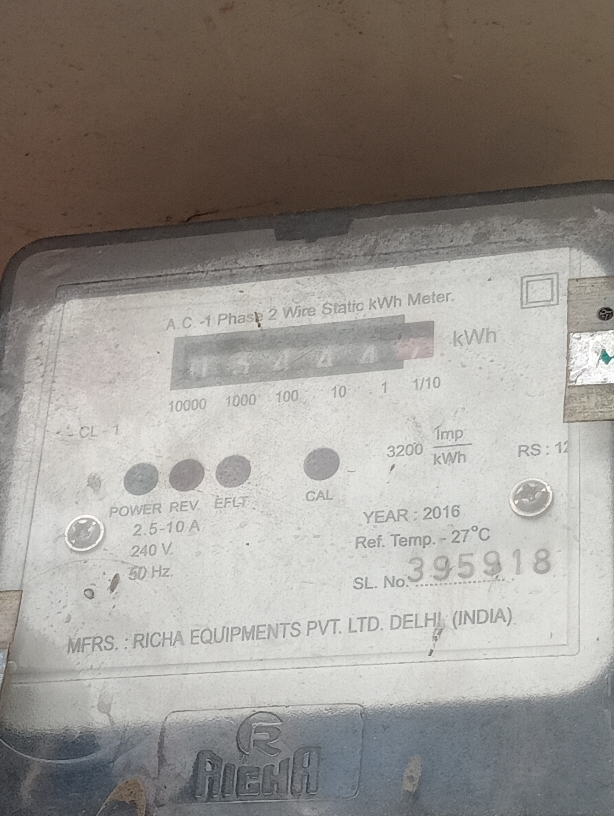 A.C.-1 Phase 2 Wire Static kWh Meter.
kWh
10000 1000 100 10 1 1/10
CL - 1
3200 Imp/kWh
RS : 12
POWER REV EFLT CAL
2.5-10 A
240 V.
50 Hz.
YEAR : 2016
Ref. Temp. - 27°C
SL. No. 395918
MFRS. : RICHA EQUIPMENTS PVT. LTD. DELHI, (INDIA)
R
RICHA